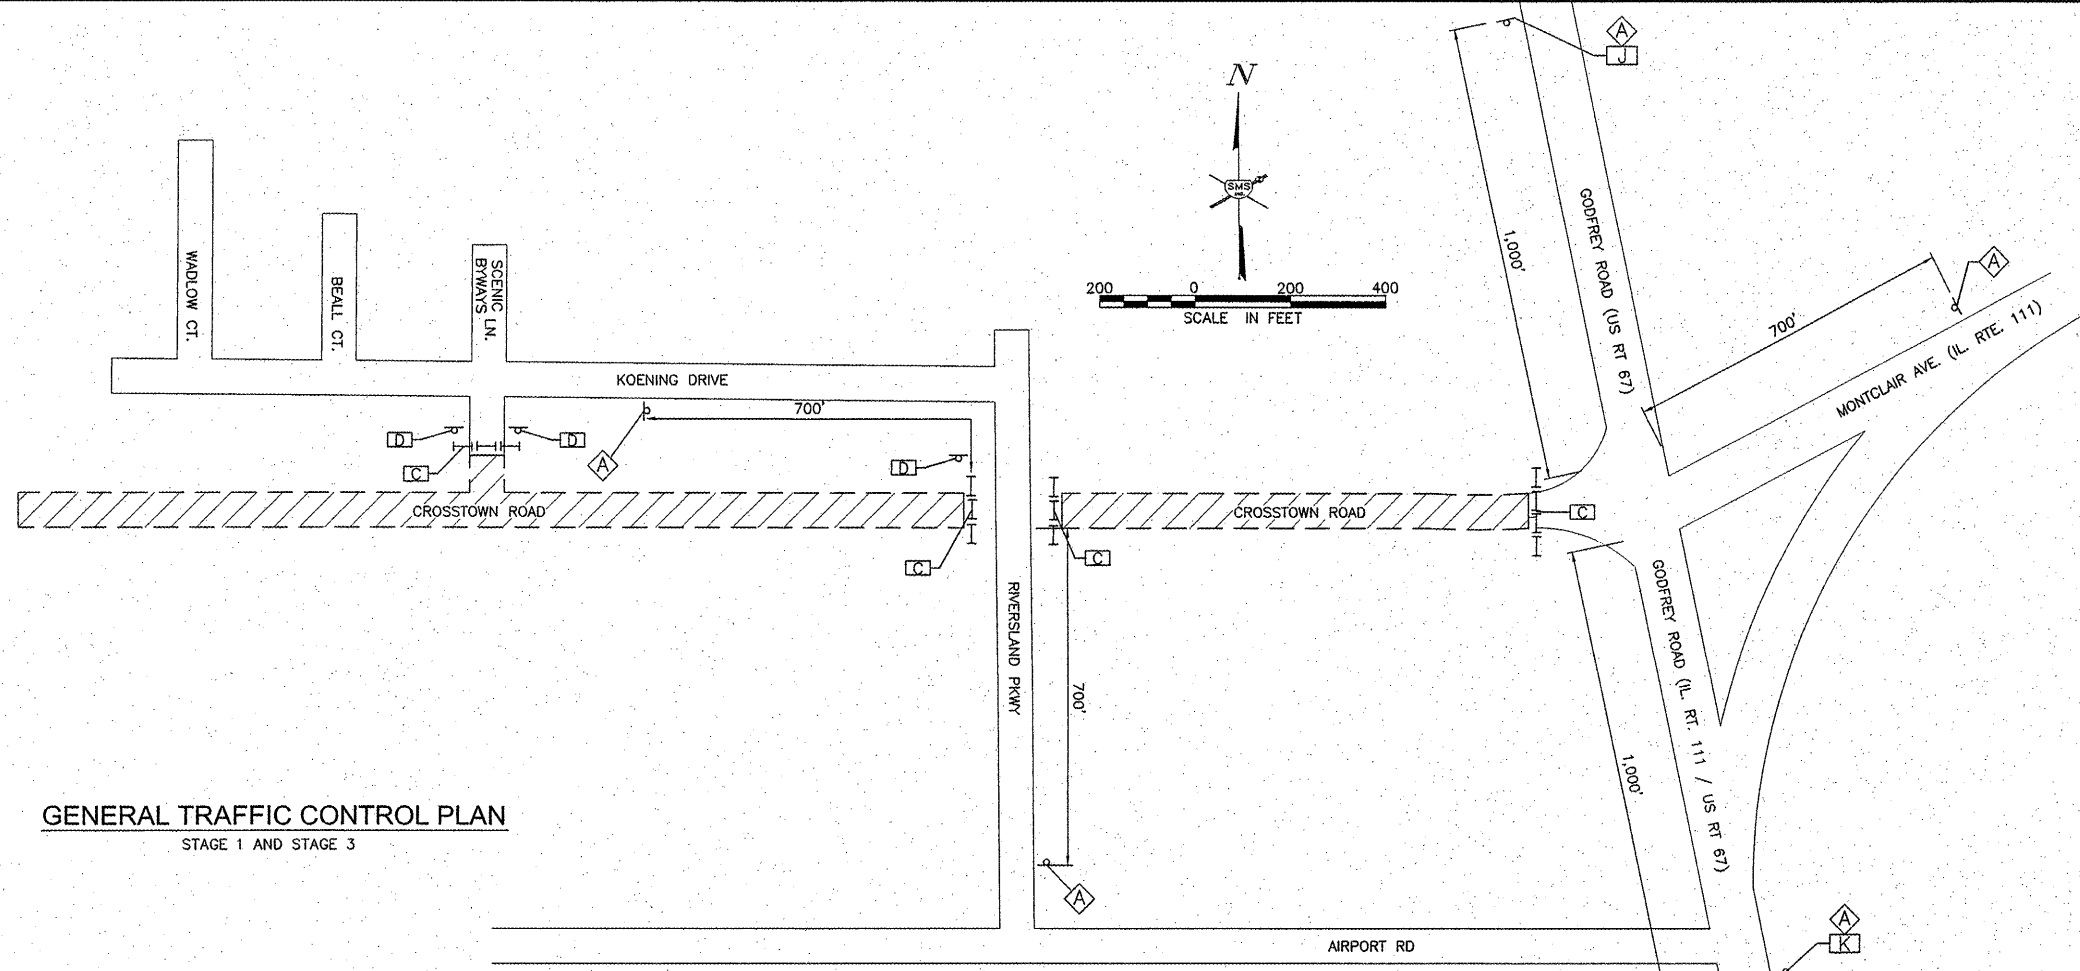 A
J
N
SMS
200 0 200 400
SCALE IN FEET
1,000'
GODFREY ROAD (US RT 67)
A
700'
MONTCLAIR AVE. (IL. RTE. 111)
WADLOW CT.
BEALL CT.
SCENIC LN.
BYWAYS
KOENING DRIVE
700'
D
D
C
A
D
CROSSTOWN ROAD
C
CROSSTOWN ROAD
C
C
RIVERSLAND PKWY
700'
A
GODFREY ROAD (IL. RT. 111 / US RT 67)
1,000'
GENERAL TRAFFIC CONTROL PLAN
STAGE 1 AND STAGE 3
AIRPORT RD
A
K